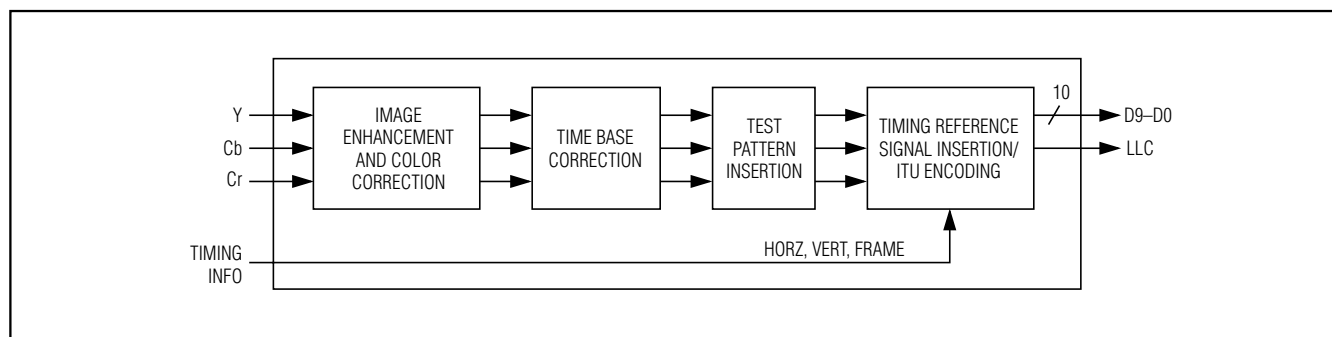 Y
Cb
Cr
TIMING
INFO
IMAGE
ENHANCEMENT
AND COLOR
CORRECTION
TIME BASE
CORRECTION
TEST
PATTERN
INSERTION
TIMING REFERENCE
SIGNAL INSERTION/
ITU ENCODING
HORZ, VERT, FRAME
10
D9–D0
LLC